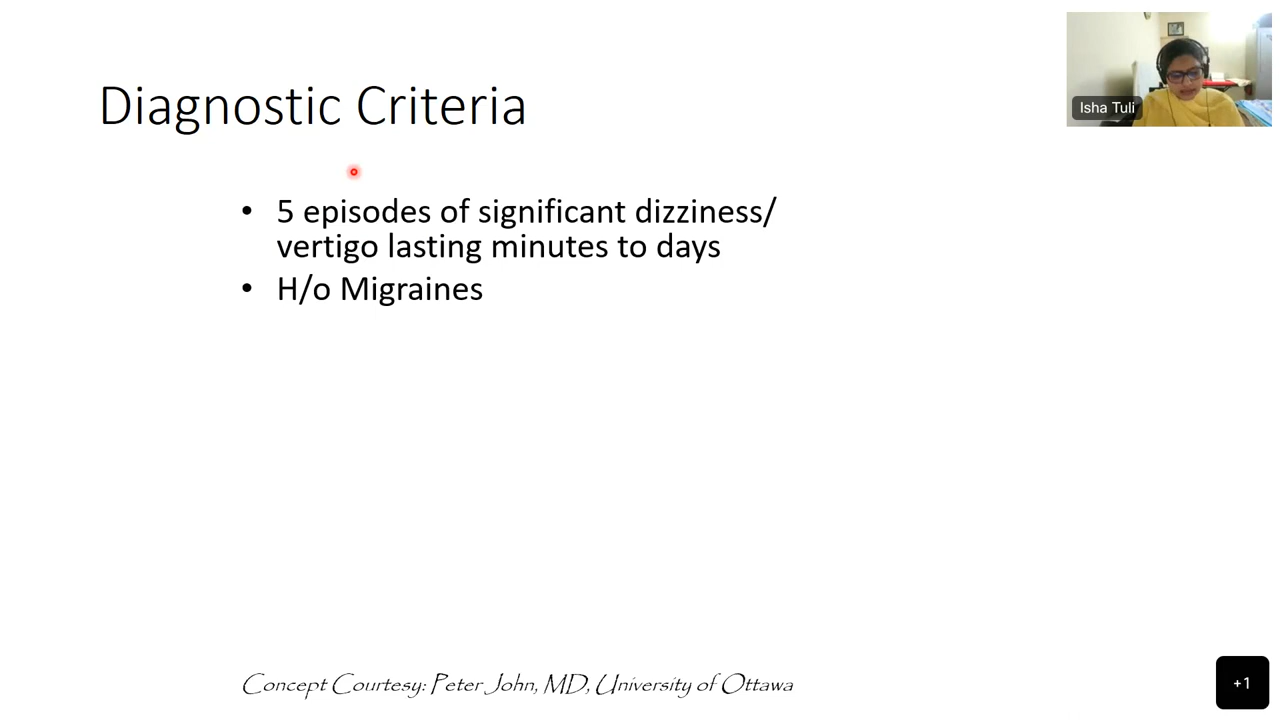 Diagnostic Criteria
Isha Tuli
• 5 episodes of significant dizziness/
vertigo lasting minutes to days
• H/o Migraines
Concept Courtesy: Peter John, MD, University of Ottawa
+1